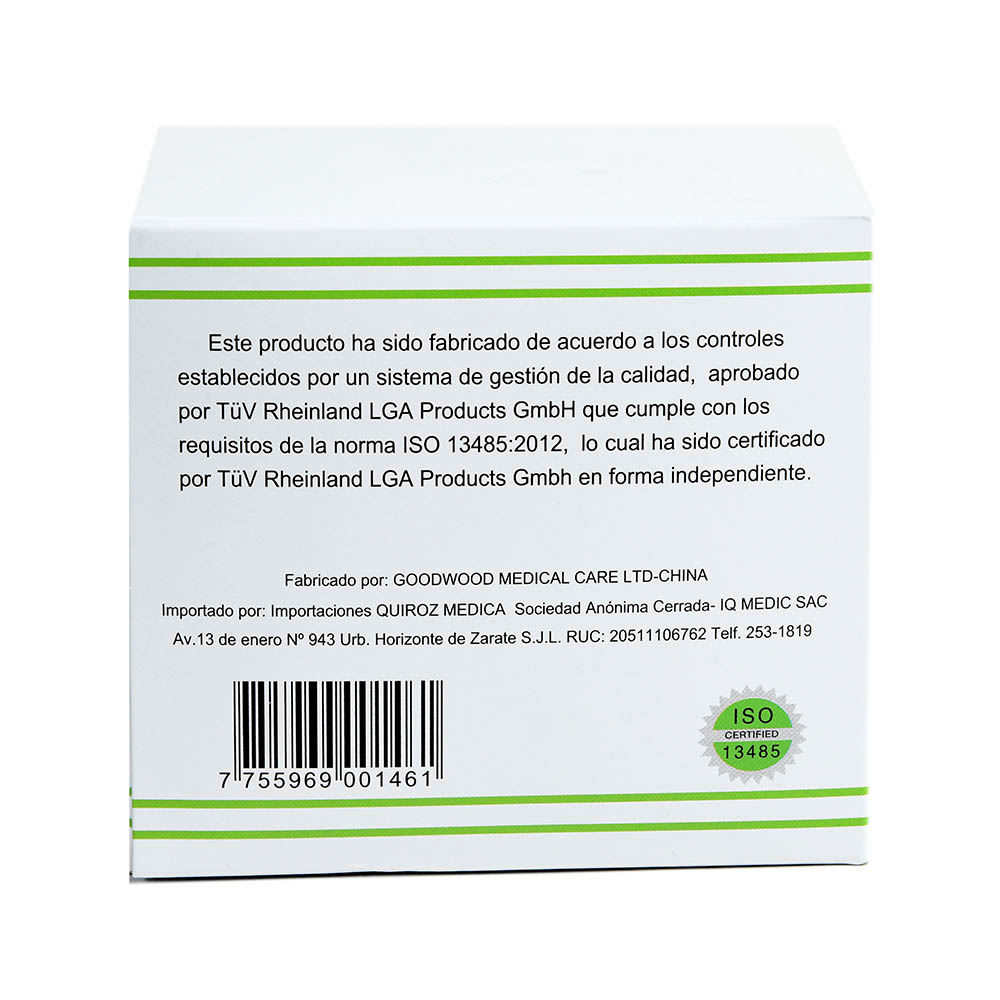 Este producto ha sido fabricado de acuerdo a los controles
establecidos por un sistema de gestión de la calidad, aprobado
por TüV Rheinland LGA Products GmbH que cumple con los
requisitos de la norma ISO 13485:2012, lo cual ha sido certificado
por TüV Rheinland LGA Products Gmbh en forma independiente.
Fabricado por: GOODWOOD MEDICAL CARE LTD-CHINA
Importado por: Importaciones QUIROZ MEDICA Sociedad Anónima Cerrada- IQ MEDIC SAC
Av.13 de enero Nº 943 Urb. Horizonte de Zarate S.J.L. RUC: 20511106762 Telf. 253-1819
7 755969 001461
ISO
CERTIFIED
13485